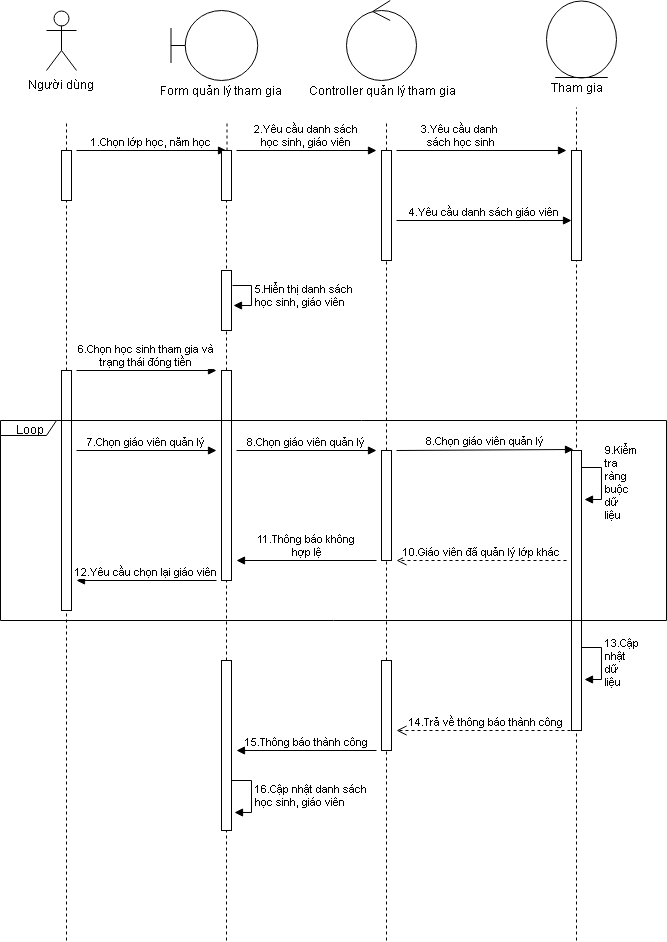 Người dùng
Form quản lý tham gia
Controller quản lý tham gia
Tham gia
1.Chọn lớp học, năm học
2.Yêu cầu danh sách
học sinh, giáo viên
3.Yêu cầu danh
sách học sinh
4.Yêu cầu danh sách giáo viên
5.Hiển thị danh sách
học sinh, giáo viên
6.Chọn học sinh tham gia và
trạng thái đóng tiền
Loop
7.Chọn giáo viên quản lý
8.Chọn giáo viên quản lý
8.Chọn giáo viên quản lý
9.Kiểm
tra
ràng
buộc
dữ
liệu
10.Giáo viên đã quản lý lớp khác
11.Thông báo không
hợp lệ
12.Yêu cầu chọn lại giáo viên
13.Cập
nhật
dữ
liệu
14.Trả về thông báo thành công
15.Thông báo thành công
16.Cập nhật danh sách
học sinh, giáo viên